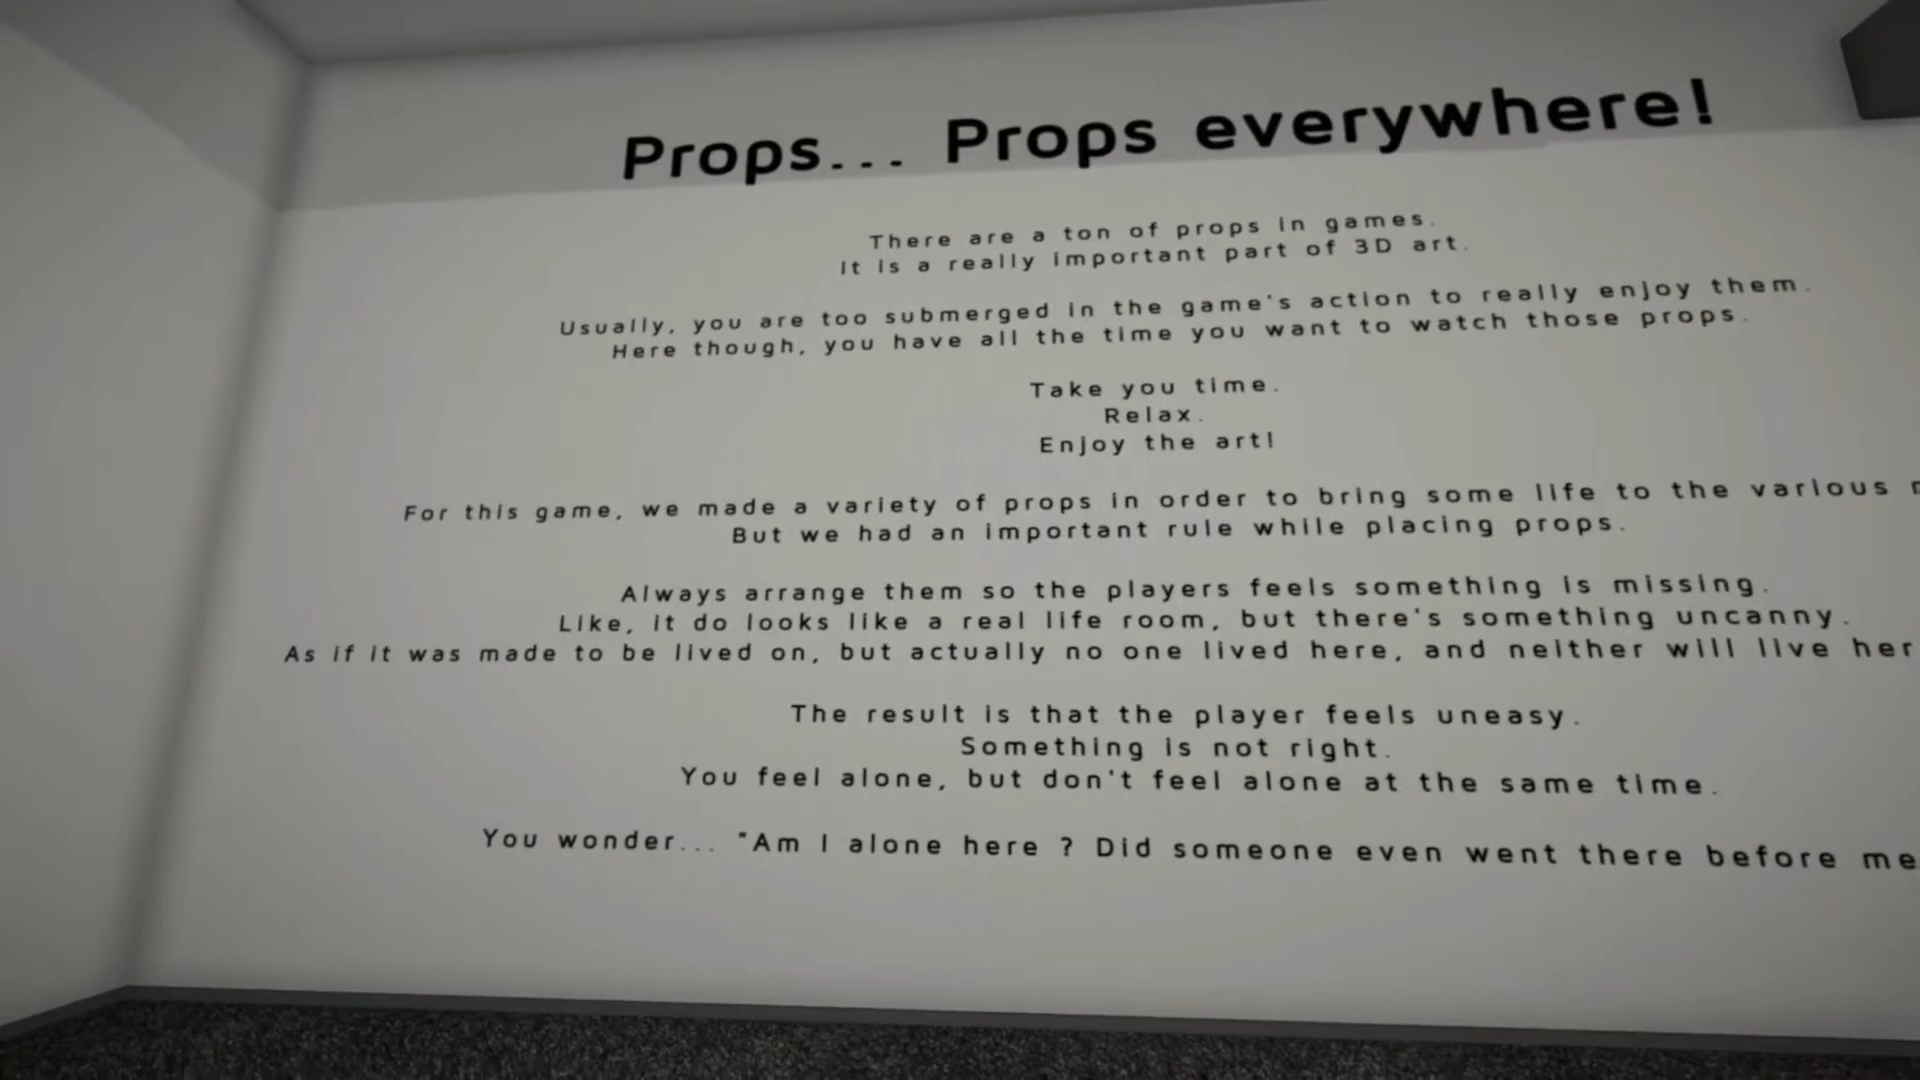 Props... Props everywhere!
There are a ton of props in games.
It is a really important part of 3D art.
Usually, you are too submerged in the game's action to really enjoy them.
Here though, you have all the time you want to watch those props.
Take you time.
Relax.
Enjoy the art!
For this game, we made a variety of props in order to bring some life to the various
But we had an important rule while placing props.
Always arrange them so the players feels something is missing.
Like, it do looks like a real life room, but there's something uncanny.
As if it was made to be lived on, but actually no one lived here, and neither will live
The result is that the player feels uneasy.
Something is not right.
You feel alone, but don't feel alone at the same time.
You wonder... "Am I alone here ? Did someone even went there before me